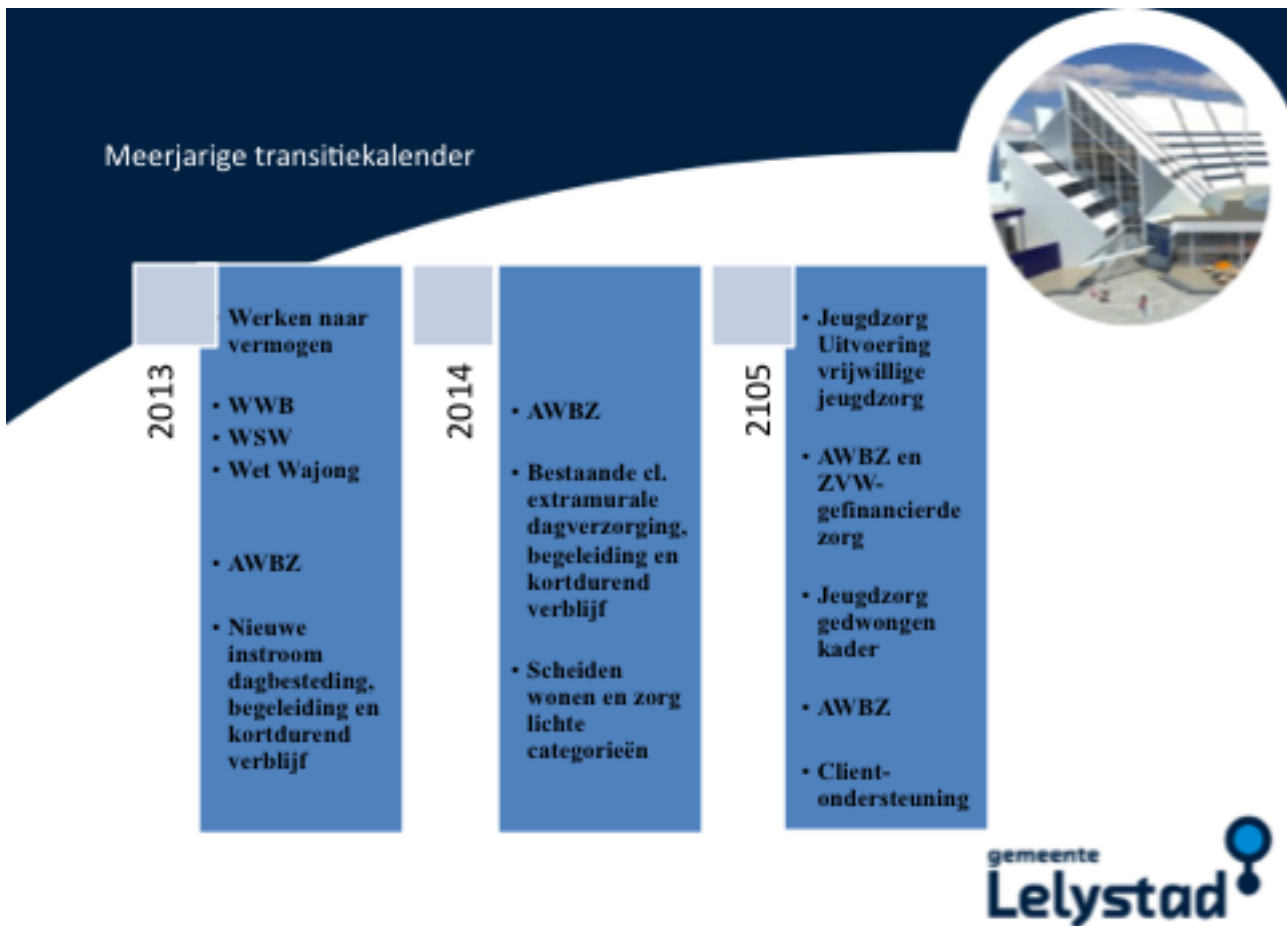 Meerjarige transitiekalender
2013
• Werken naar
vermogen
• WWB
• WSW
• Wet Wajong
• AWBZ
• Nieuwe
instroom
dagbesteding,
begeleiding en
kortdurend
verblijf
2014
• AWBZ
• Bestaande cl.
extramurale
dagverzorging,
begeleiding en
kortdurend
verblijf
• Scheiden
wonen en zorg
lichte
categorieën
2105
• Jeugdzorg
Uitvoering
vrijwillige
jeugdzorg
• AWBZ en
ZVW-
gefinancierde
zorg
• Jeugdzorg
gedwongen
kader
• AWBZ
• Client-
ondersteuning
gemeente
Lelystad